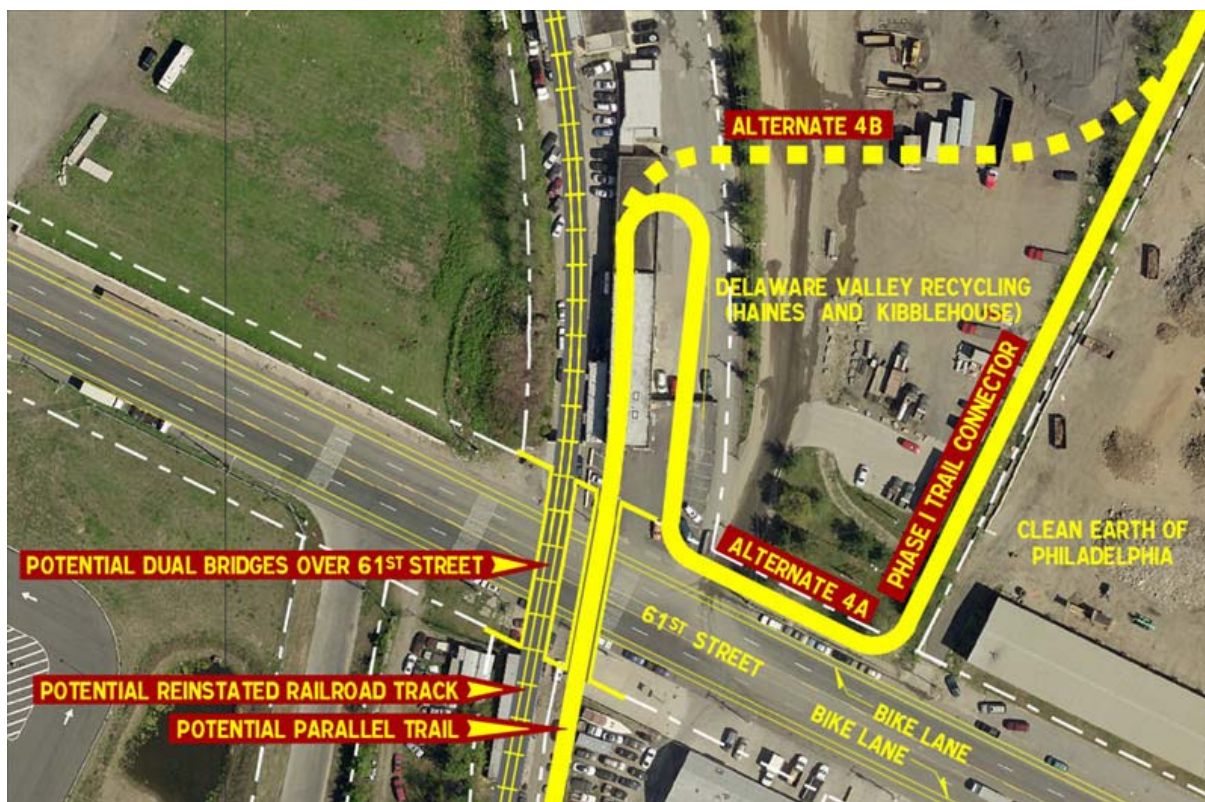 ALTERNATE 4B
DELAWARE VALLEY RECYCLING
(HAINES AND KIBBLEHOUSE)
PHASE I TRAIL CONNECTOR
CLEAN EARTH OF
PHILADELPHIA
POTENTIAL DUAL BRIDGES OVER 61ST STREET
ALTERNATE 4A
61ST STREET
POTENTIAL REINSTATED RAILROAD TRACK
BIKE LANE
BIKE LANE
POTENTIAL PARALLEL TRAIL